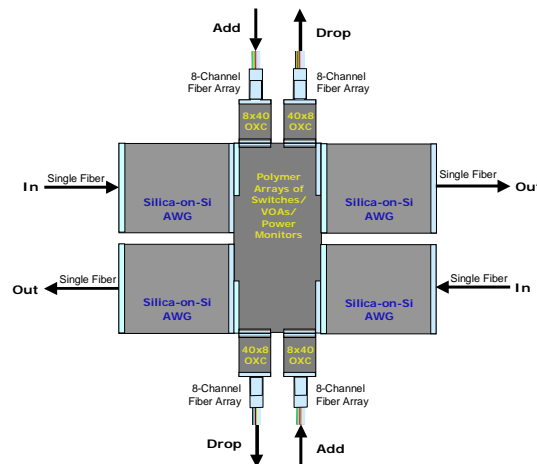 Add
Drop
8-Channel
Fiber Array
8-Channel
Fiber Array
8x40
OXC
40x8
OXC
In
Single Fiber
Silica-on-Si
AWG
Polymer
Arrays of
Switches/
VOAs/
Power
Monitors
Silica-on-Si
AWG
Single Fiber
Out
Out
Single Fiber
Silica-on-Si
AWG
Silica-on-Si
AWG
Single Fiber
In
40x8
OXC
8x40
OXC
8-Channel
Fiber Array
8-Channel
Fiber Array
Drop
Add